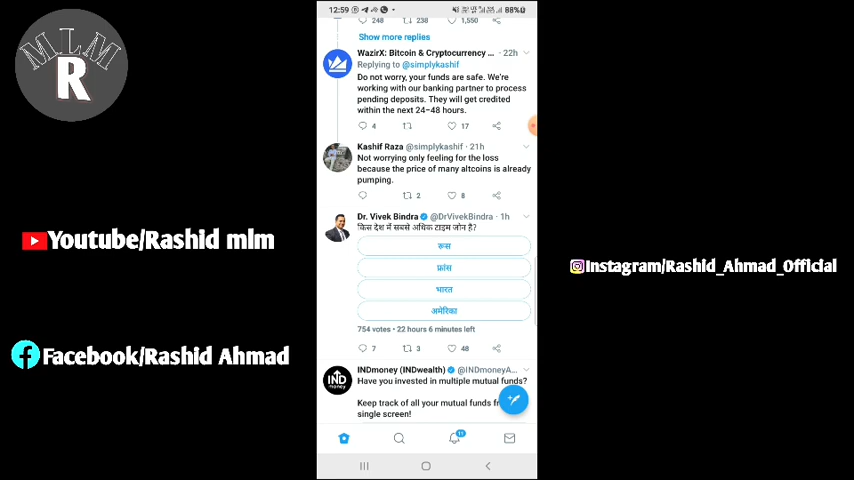 MLM
R
Youtube/Rashid mlm
Facebook/Rashid Ahmad
Instagram/Rashid_Ahmad_Official
12:59
88%
248 238 1,550
Show more replies
WazirX: Bitcoin & Cryptocurrency ... · 22h
Replying to @simplykashif
Do not worry, your funds are safe. We're
working with our banking partner to process
pending deposits. They will get credited
within the next 24-48 hours.
4 17
Kashif Raza @simplykashif · 21h
Not worrying only feeling for the loss
because the price of many altcoins is already
pumping.
2 8
Dr. Vivek Bindra @DrVivekBindra · 1h
किस देश में सबसे अधिक टाइम जोन है?
रूस
फ्रांस
भारत
अमेरिका
754 votes • 22 hours 6 minutes left
7 3 48
IND
money
INDmoney (INDwealth) @INDmoneyA...
Have you invested in multiple mutual funds?
Keep track of all your mutual funds
single screen!